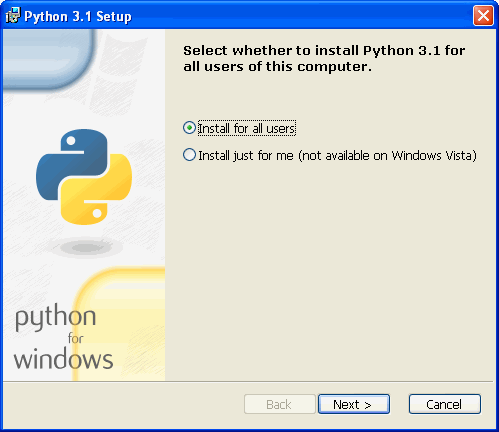 Python 3.1 Setup
Select whether to install Python 3.1 for
all users of this computer.
Install for all users
Install just for me (not available on Windows Vista)
python
for
windows
Back
Next >
Cancel